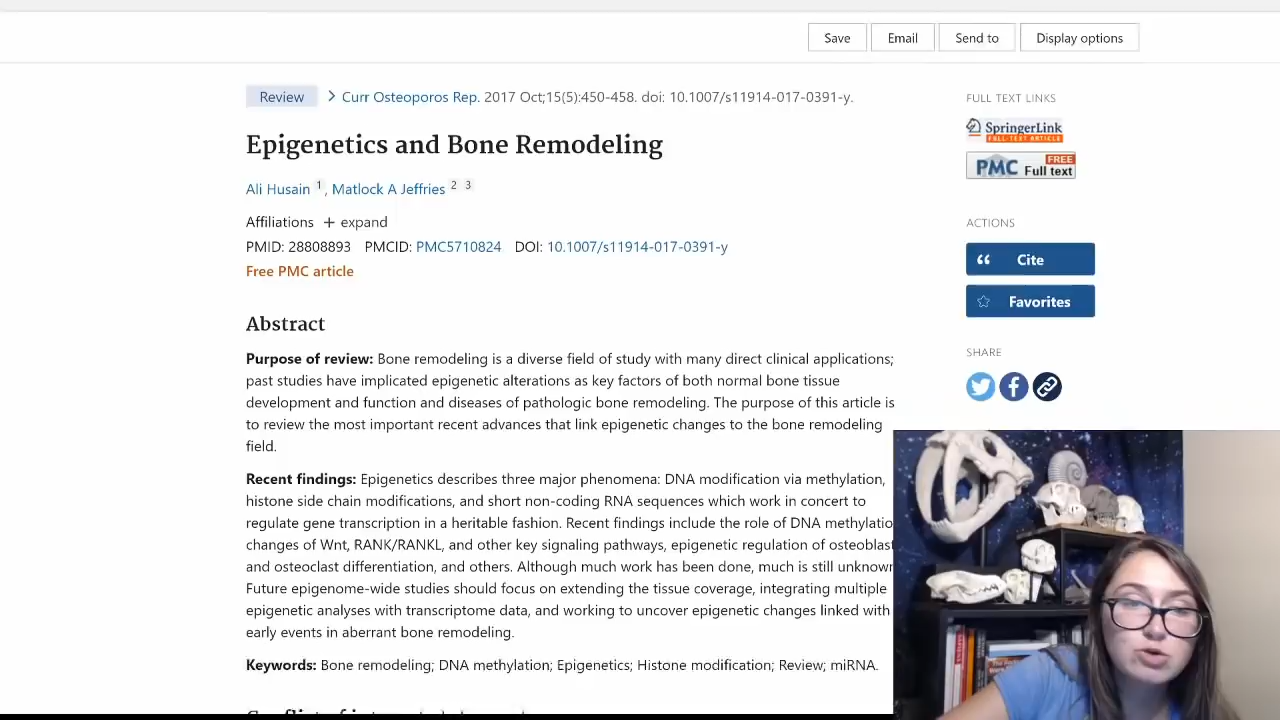 Save Email Send to Display options
Review Curr Osteoporos Rep. 2017 Oct;15(5):450-458. doi: 10.1007/s11914-017-0391-y.
Epigenetics and Bone Remodeling
Ali Husain 1, Matlock A Jeffries 2 3
Affiliations + expand
PMID: 28808893 PMCID: PMC5710824 DOI: 10.1007/s11914-017-0391-y
Free PMC article
Abstract
Purpose of review: Bone remodeling is a diverse field of study with many direct clinical applications;
past studies have implicated epigenetic alterations as key factors of both normal bone tissue
development and function and diseases of pathologic bone remodeling. The purpose of this article is
to review the most important recent advances that link epigenetic changes to the bone remodeling
field.
Recent findings: Epigenetics describes three major phenomena: DNA modification via methylation,
histone side chain modifications, and short non-coding RNA sequences which work in concert to
regulate gene transcription in a heritable fashion. Recent findings include the role of DNA methylatio
changes of Wnt, RANK/RANKL, and other key signaling pathways, epigenetic regulation of osteoblast
and osteoclast differentiation, and others. Although much work has been done, much is still unknown
Future epigenome-wide studies should focus on extending the tissue coverage, integrating multiple
epigenetic analyses with transcriptome data, and working to uncover epigenetic changes linked with
early events in aberrant bone remodeling.
Keywords: Bone remodeling; DNA methylation; Epigenetics; Histone modification; Review; miRNA.
FULL TEXT LINKS
SpringerLink
FULL-TEXT ARTICLE
PMC FREE Full text
ACTIONS
Cite
Favorites
SHARE